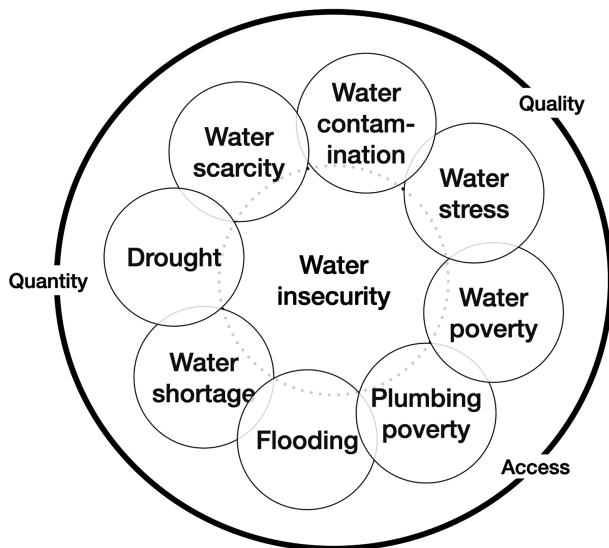 Water
contam-
ination
Quality
Water
scarcity
Water
stress
Drought
Water
insecurity
Quantity
Water
poverty
Water
shortage
Plumbing
poverty
Flooding
Access